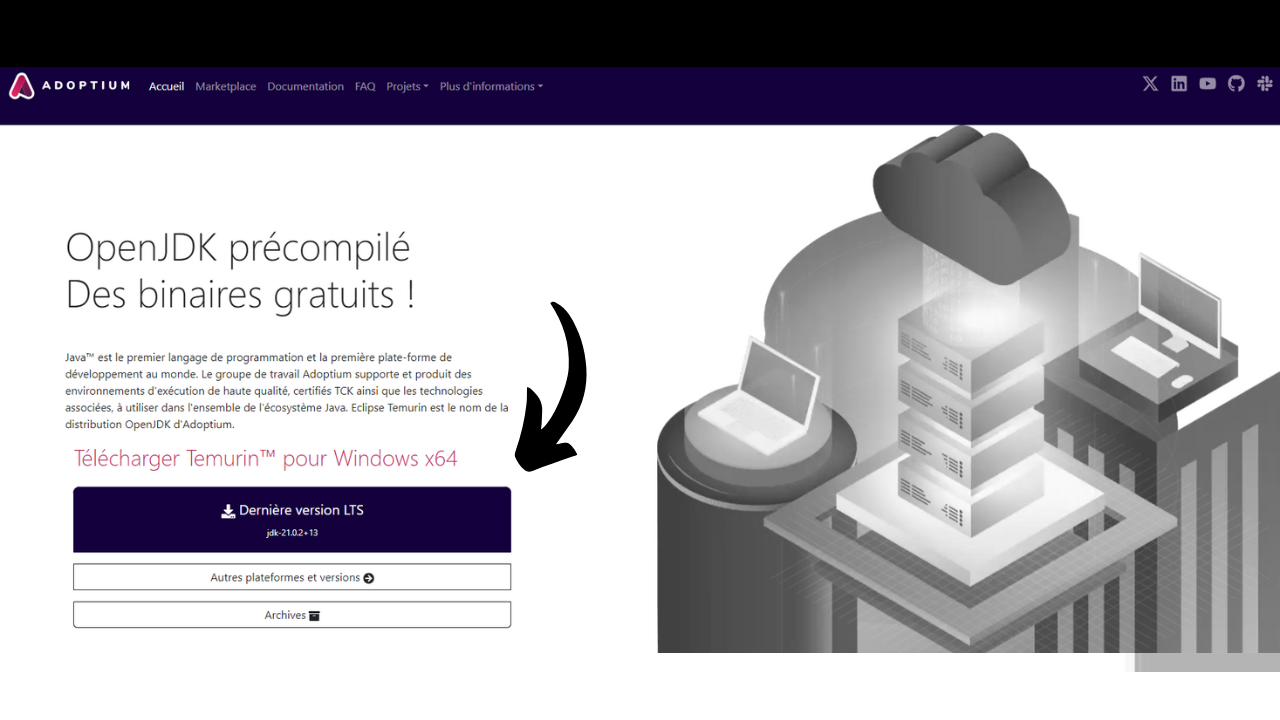 ADOPTIUM Accueil Marketplace Documentation FAQ Projets Plus d'informations
OpenJDK précompilé
Des binaires gratuits !
Java™ est le premier langage de programmation et la première plate-forme de
développement au monde. Le groupe de travail Adoptium supporte et produit des
environnements d'exécution de haute qualité, certifiés TCK ainsi que les technologies
associées, à utiliser dans l'ensemble de l'écosystème Java. Eclipse Temurin est le nom de la
distribution OpenJDK d'Adoptium.
Télécharger Temurin™ pour Windows x64
Dernière version LTS
jdk-21.0.2+13
Autres plateformes et versions
Archives